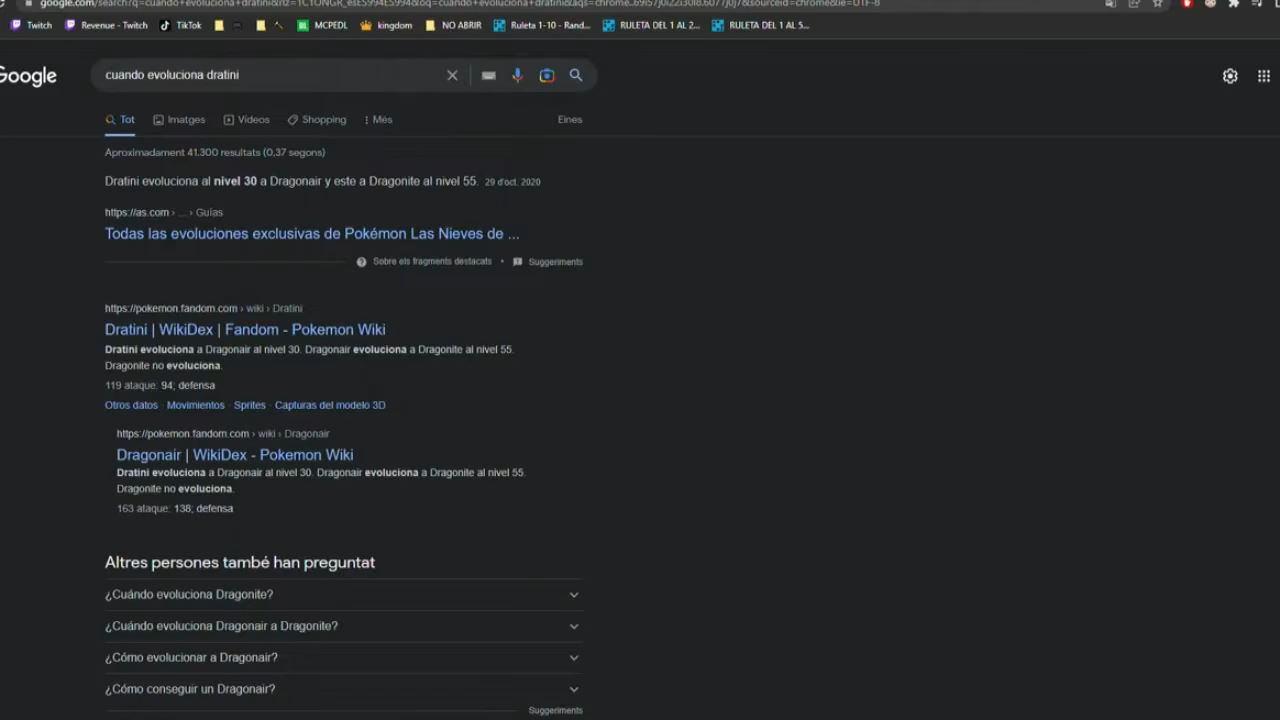 Twitch Revenue - Twitch TikTok MCPEDL kingdom NO ABRIR Ruleta 1-10 - Rand... RULETA DEL 1 AL 2... RULETA DEL 1 AL 5...
Google cuando evoluciona dratini
Tot Imatges Vídeos Shopping Més Eines
Aproximadament 41.300 resultats (0,37 segons)
Dratini evoluciona al nivel 30 a Dragonair y este a Dragonite al nivel 55. 29 d'oct. 2020
https://as.com › ... › Guías
Todas las evoluciones exclusivas de Pokémon Las Nieves de ...
Sobre els fragments destacats • Suggeriments
https://pokemon.fandom.com › wiki › Dratini
Dratini | WikiDex | Fandom - Pokemon Wiki
Dratini evoluciona a Dragonair al nivel 30. Dragonair evoluciona a Dragonite al nivel 55.
Dragonite no evoluciona.
119 ataque: 94; defensa
Otros datos · Movimientos · Sprites · Capturas del modelo 3D
https://pokemon.fandom.com › wiki › Dragonair
Dragonair | WikiDex - Pokemon Wiki
Dratini evoluciona a Dragonair al nivel 30. Dragonair evoluciona a Dragonite al nivel 55.
Dragonite no evoluciona.
163 ataque: 138; defensa
Altres persones també han preguntat
¿Cuándo evoluciona Dragonite?
¿Cuándo evoluciona Dragonair a Dragonite?
¿Cómo evolucionar a Dragonair?
¿Cómo conseguir un Dragonair?
Suggeriments